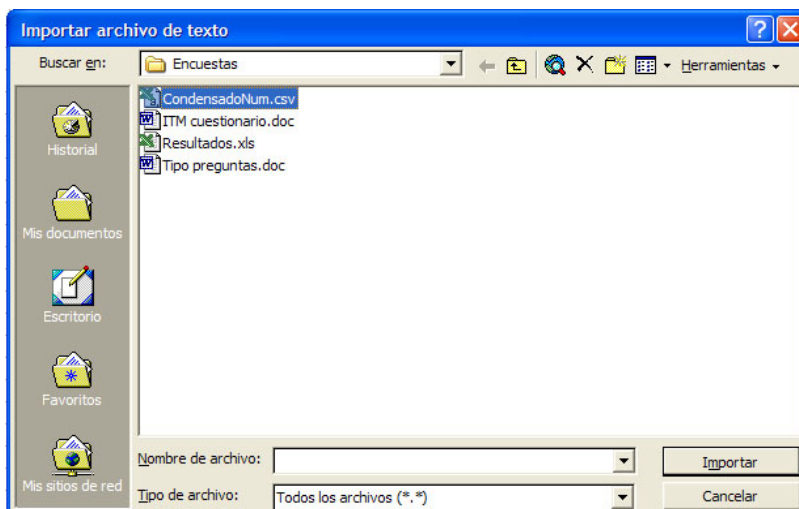 Importar archivo de texto
Buscar en: Encuestas Herramientas
CondensadoNum.csv
ITM cuestionario.doc
Resultados.xls
Tipo preguntas.doc
Historial
Mis documentos
Escritorio
Favoritos
Mis sitios de red
Nombre de archivo: Importar
Tipo de archivo: Todos los archivos (*.*) Cancelar